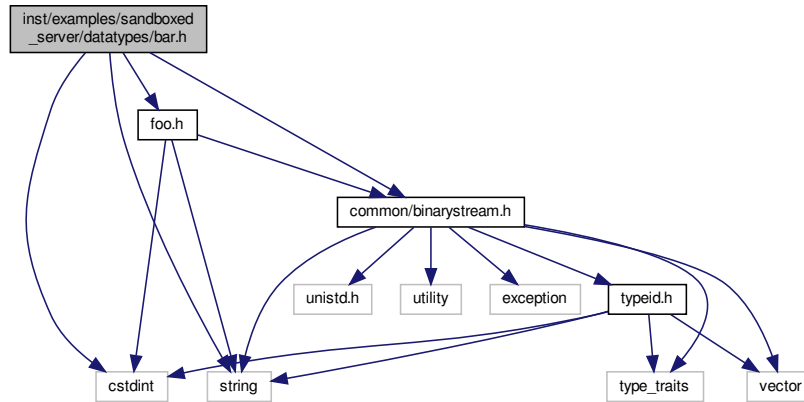 inst/examples/sandboxed
_server/datatypes/bar.h
foo.h
common/binarystream.h
unistd.h
utility
exception
typeid.h
cstdint
string
type_traits
vector